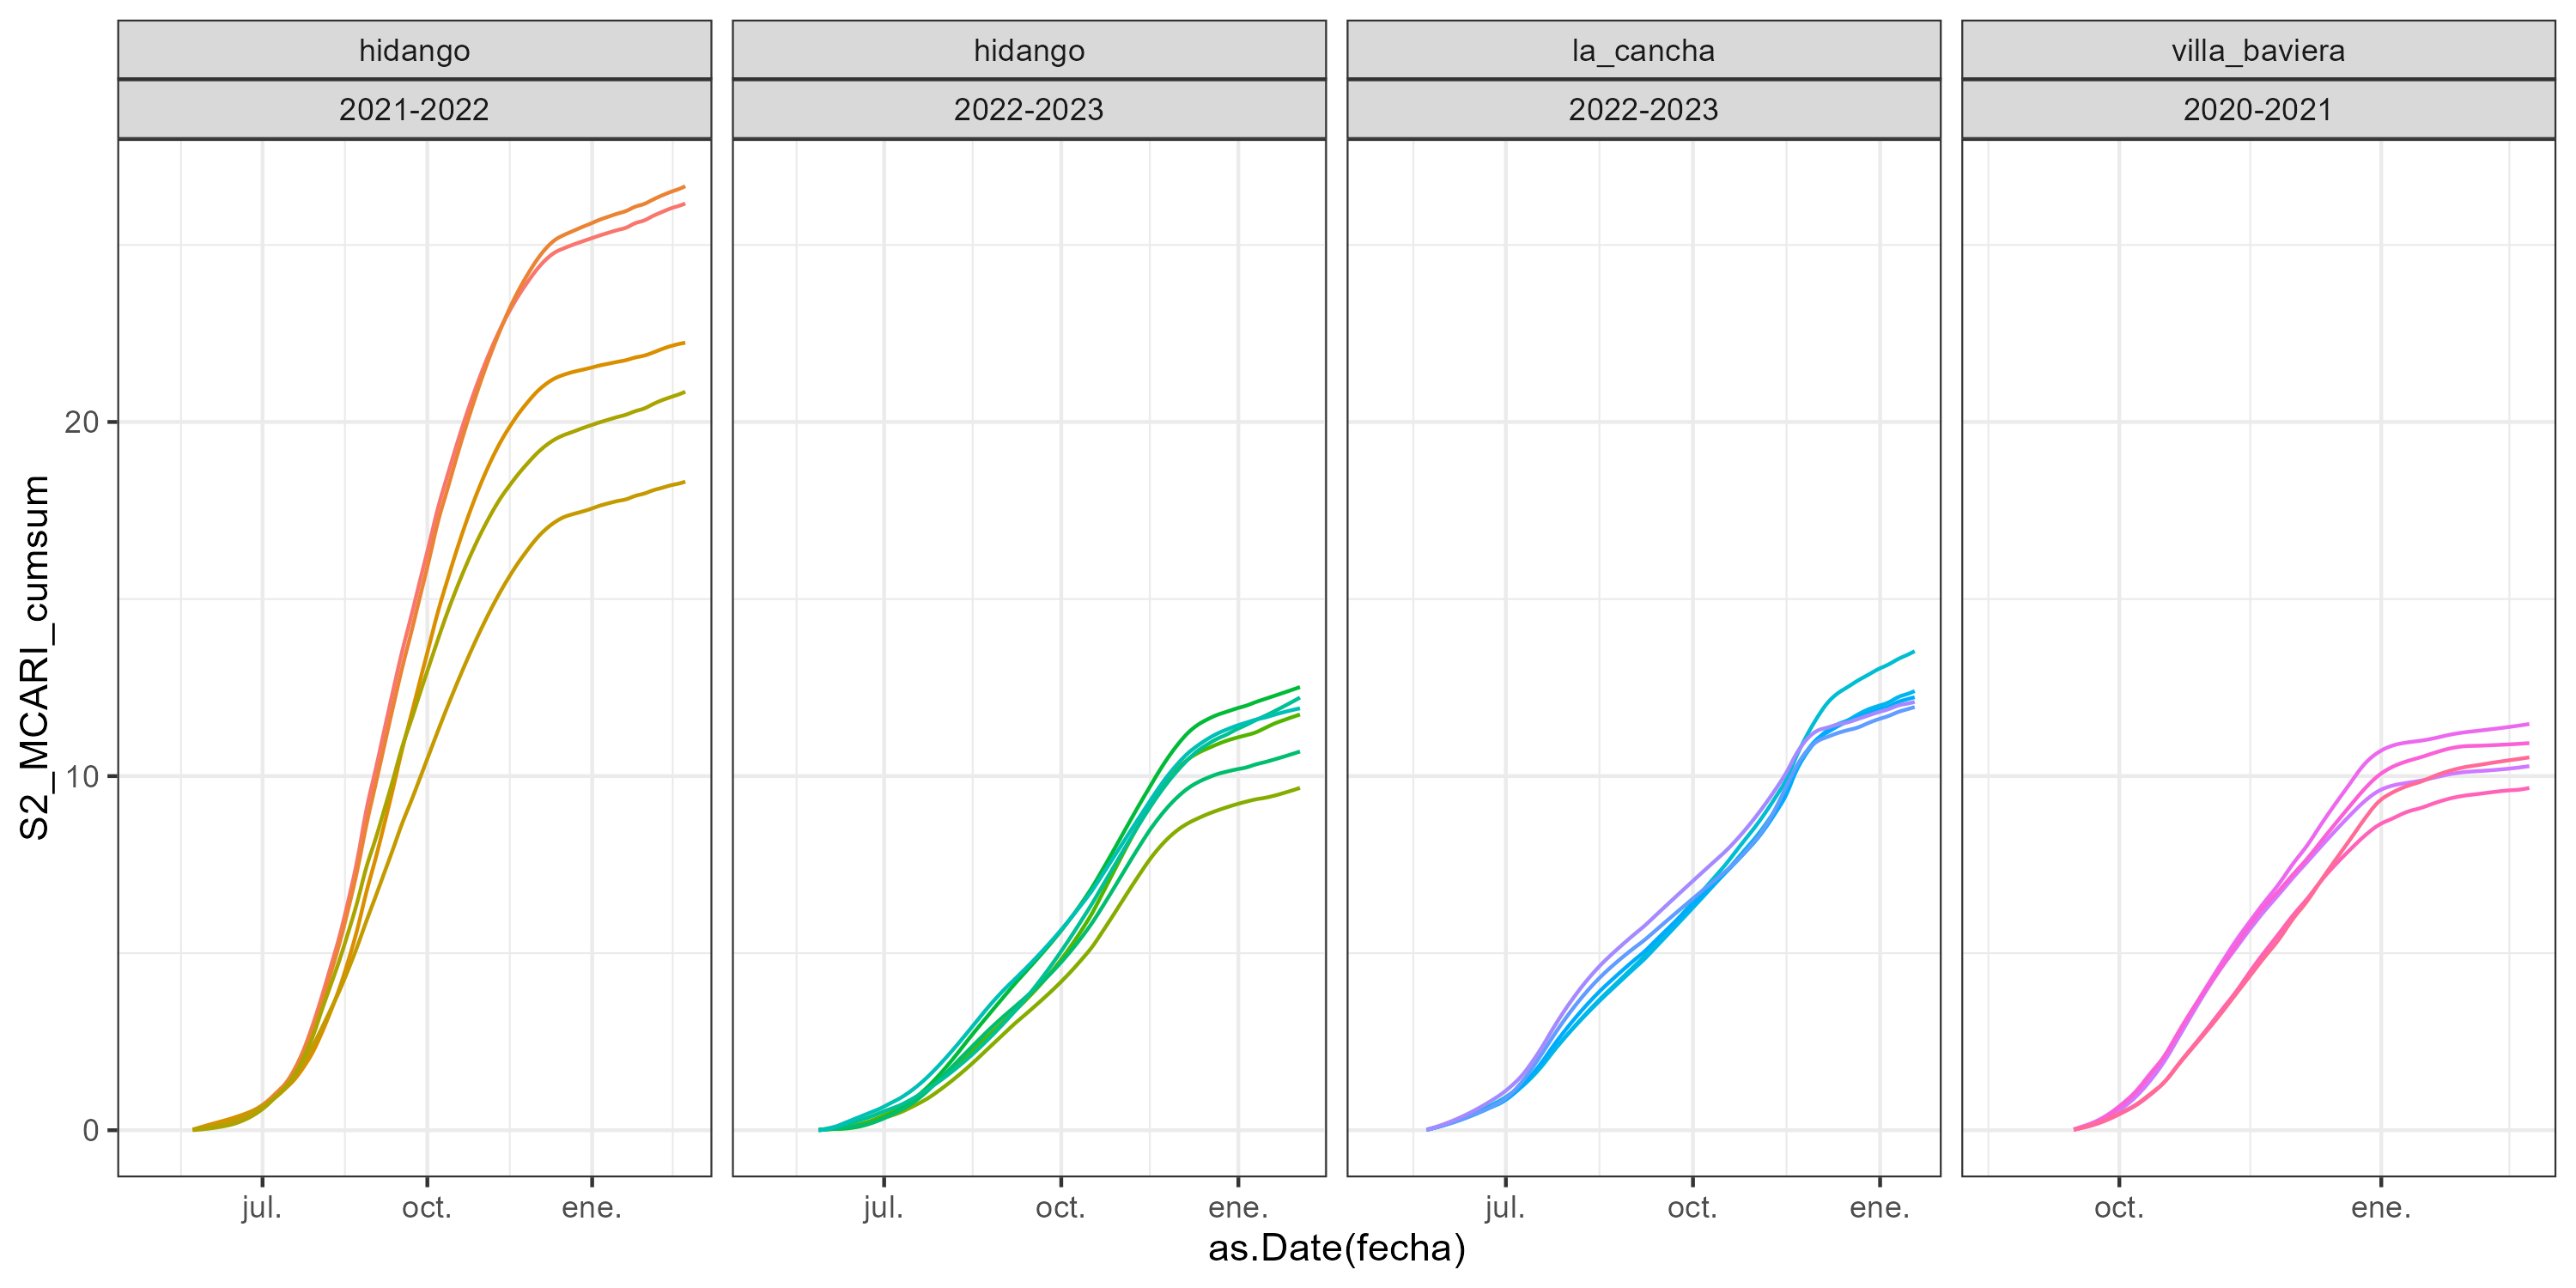 hidango
hidango
la_cancha
villa_baviera
2021-2022
2022-2023
2022-2023
2020-2021
S2_MCARI_cumsum
20
10
0
jul.
oct.
ene.
jul.
oct.
ene.
jul.
oct.
ene.
oct.
ene.
as.Date(fecha)